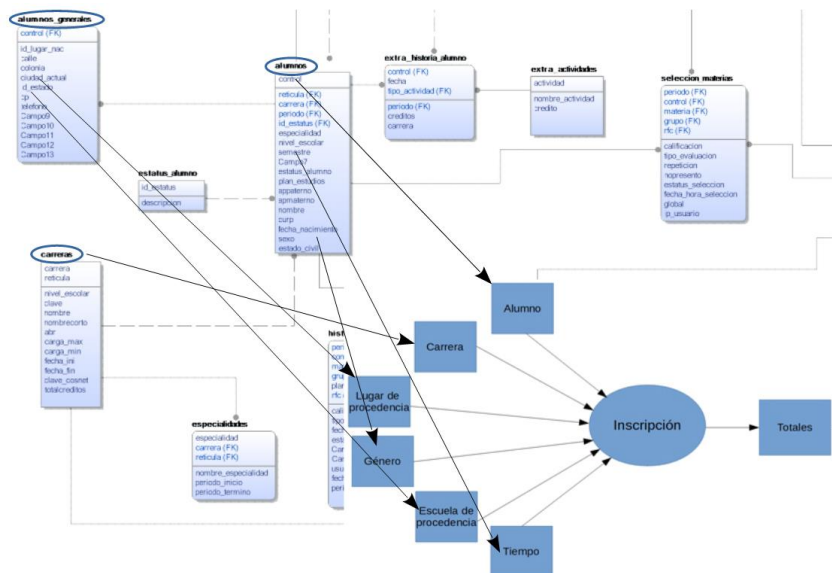 alumnos_generales
control (FK)
id_lugar_nac
calle
colonia
ciudad_actual
id_estado
cp
telefono
Campo9
Campo10
Campo11
Campo12
Campo13
alumnos
control
reticula (FK)
carrera (FK)
periodo (FK)
id_estatus (FK)
especialidad
nivel_escolar
semestre
Campo7
estatus_alumno
plan_estudios
appaterno
apmaterno
nombre
curp
fecha_nacimiento
sexo
estado_civil
extra_historia_alumno
control (FK)
fecha
tipo_actividad (FK)
periodo (FK)
creditos
carrera
extra_actividades
actividad
nombre_actividad
credito
seleccion_materias
periodo (FK)
control (FK)
materia (FK)
grupo (FK)
rfc (FK)
calificacion
tipo_evaluacion
repeticion
nopresento
estatus_seleccion
fecha_hora_seleccion
global
ip_usuario
estatus_alumno
id_estatus
descripcion
carreras
carrera
reticula
nivel_escolar
clave
nombre
nombrecorto
abr
carga_max
carga_min
fecha_ini
fecha_fin
clave_cosnet
totalcreditos
especialidades
especialidad
carrera (FK)
reticula (FK)
nombre_especialidad
periodo_inicio
periodo_termino
Alumno
Carrera
Lugar de
procedencia
Género
Escuela de
procedencia
Tiempo
Inscripción
Totales